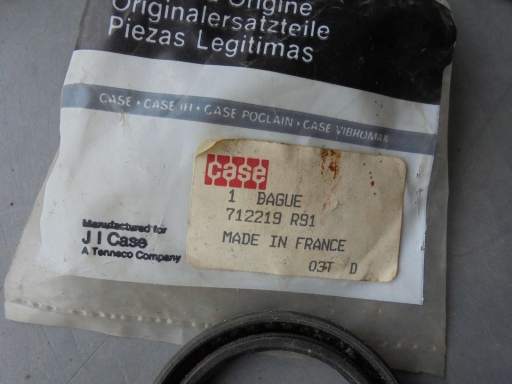 Origine
Originalersatzteile
Piezas Legitimas
CASE • CASE IH • CASE POCLAIN • CASE VIBROMAX
case
1 BAGUE
712219 R91
MADE IN FRANCE
03T D
Manufactured for
J I Case
A Tenneco Company